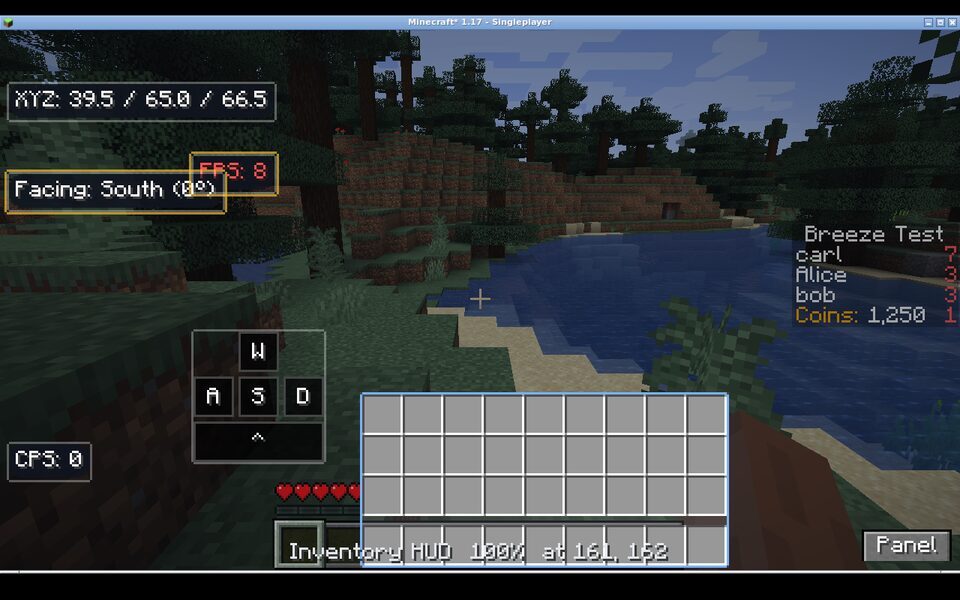 Minecraft* 1.17 - Singleplayer
XYZ: 39.5 / 65.0 / 66.5
FPS: 8
Facing: South (0°)
Breeze Test
carl 7
Alice 3
bob 3
Coins: 1,250 1
W
A S D
^
CPS: 0
Inventory HUD 100% at 161, 162
Panel